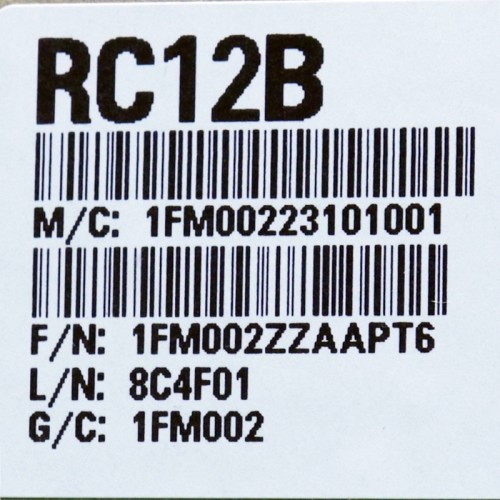 RC12B
M/C: 1FM00223101001
F/N: 1FM002ZZAAPT6
L/N: 8C4F01
G/C: 1FM002